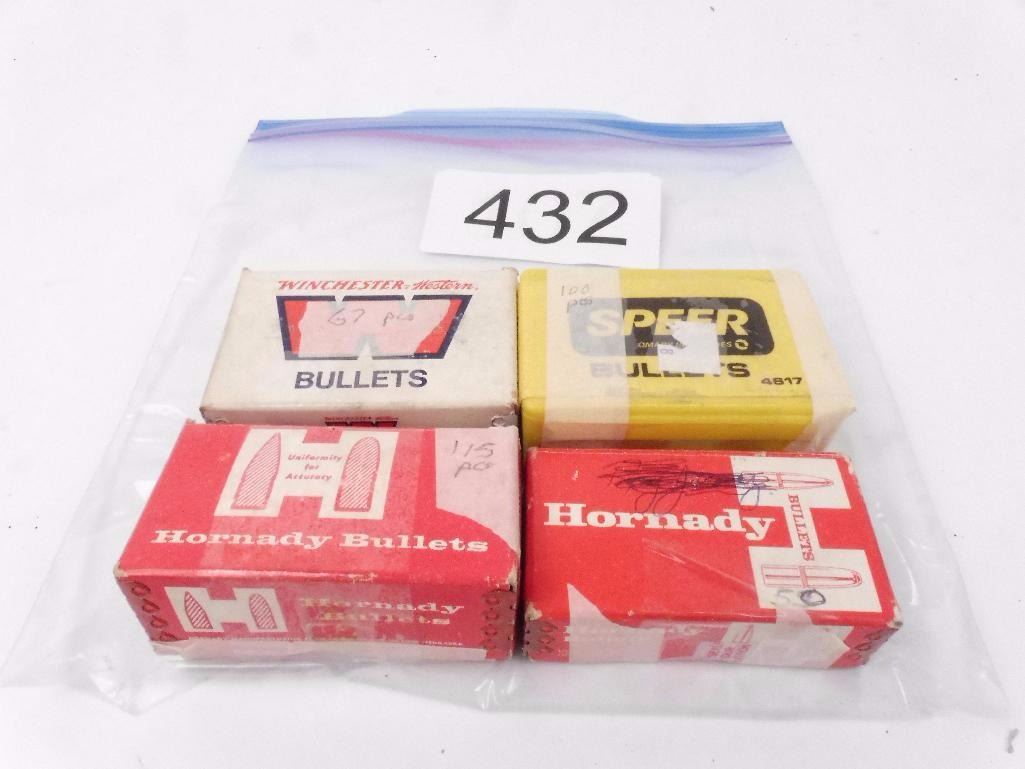 432
WINCHESTER-Western
67 pcs
BULLETS
100
pcs
SPEER
BULLETS
4617
Uniformity
for
Accuracy
115
pcs
Hornady Bullets
Hornady
Bullets
Hornady
BULLETS
50